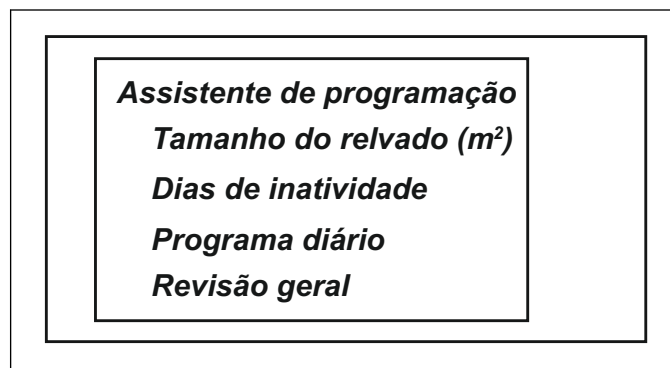 Assistente de programação
Tamanho do relvado (m²)
Dias de inatividade
Programa diário
Revisão geral